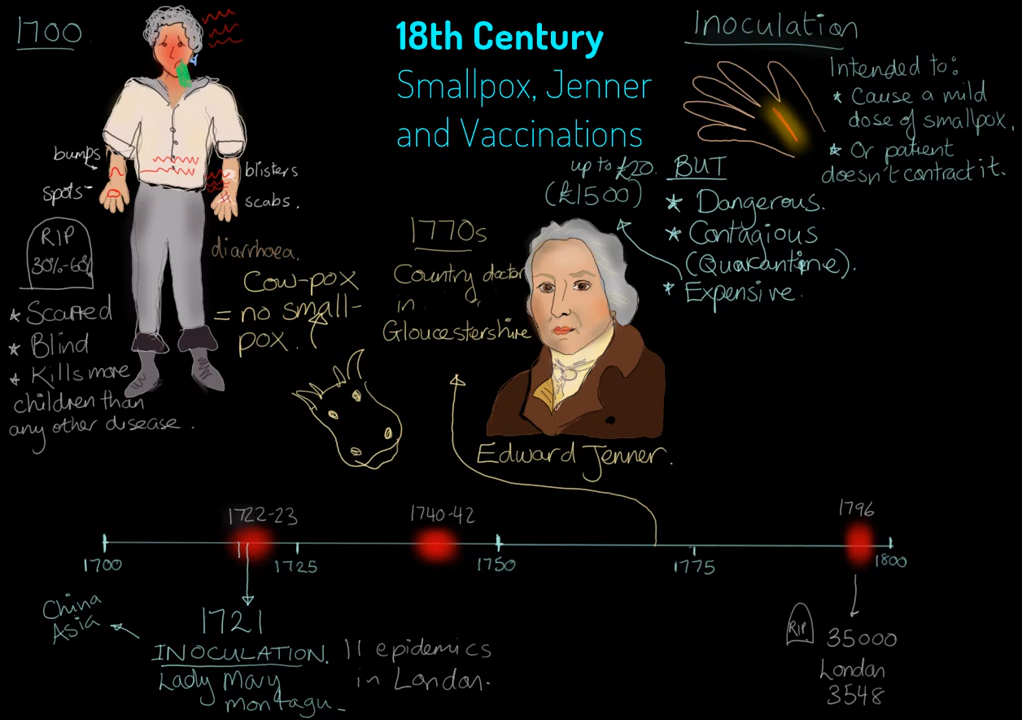 1700
18th Century
Smallpox, Jenner
and Vaccinations
Inoculation
Intended to:
* Cause a mild
dose of smallpox.
* Or patient
doesn't contract it.
up to £20.
(£1500)
BUT
* Dangerous.
* Contagious
(Quarantine).
* Expensive.
bumps
spots
blisters
scabs.
diarrhoea.
RIP
30%-60%
* Scarred
* Blind
* Kills more
children than
any other disease.
Cow-pox
= no small-
pox.
1770s
Country doctor
in
Gloucestershire
Edward Jenner.
1722-23
1740-42
1796
1700
1725
1750
1775
1800
China
Asia
1721
INOCULATION.
Lady Mary
montagu.
11 epidemics
in London.
RIP
35000
London
3548